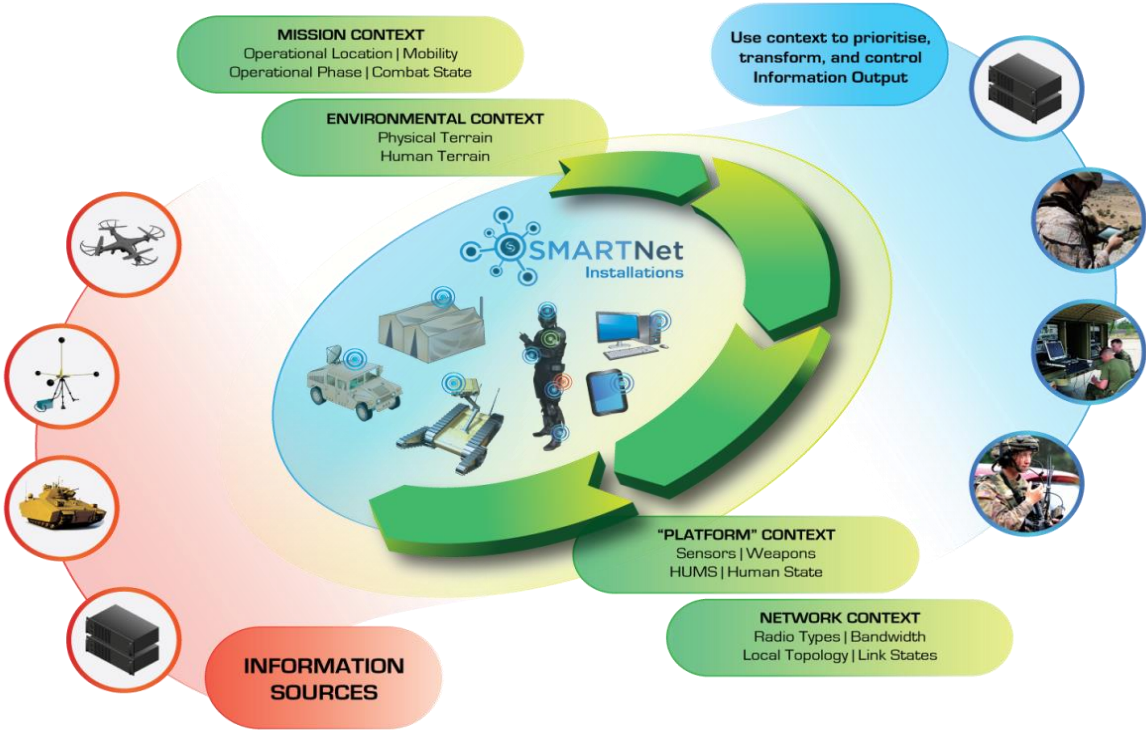 MISSION CONTEXT
Operational Location | Mobility
Operational Phase | Combat State
ENVIRONMENTAL CONTEXT
Physical Terrain
Human Terrain
Use context to prioritise,
transform, and control
Information Output
SMARTNet
Installations
"PLATFORM" CONTEXT
Sensors | Weapons
HUMS | Human State
NETWORK CONTEXT
Radio Types | Bandwidth
Local Topology | Link States
INFORMATION
SOURCES